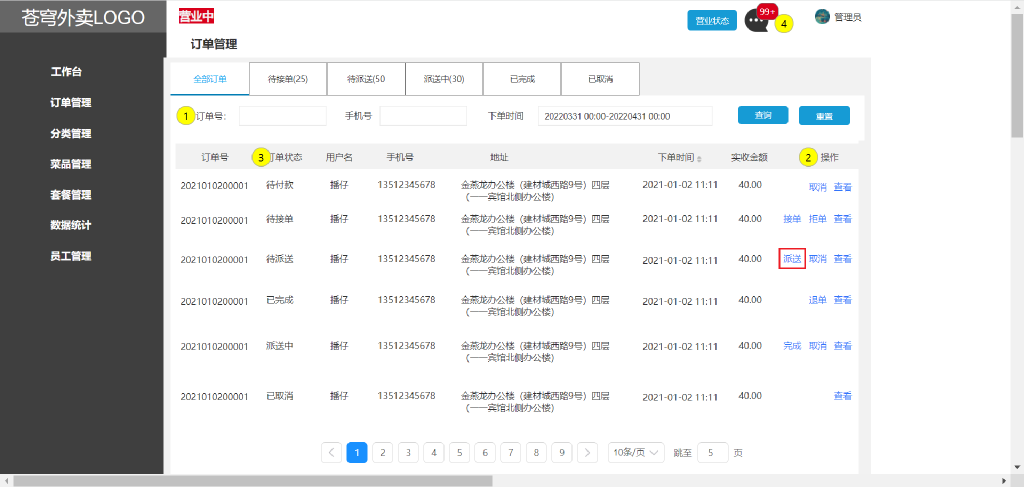 苍穹外卖LOGO
营业中
营业状态
99+
4
管理员
订单管理
工作台
订单管理
分类管理
菜品管理
套餐管理
数据统计
员工管理
全部订单 待接单(25) 待派送(50 派送中(30) 已完成 已取消
1 订单号: 手机号 下单时间 20220331 00:00-20220431 00:00 查询 重置
订单号 3 订单状态 用户名 手机号 地址 下单时间 实收金额 2 操作
2021010200001 待付款 播仔 13512345678 金燕龙办公楼（建材城西路9号）四层 2021-01-02 11:11 40.00 取消 查看
（一一宾馆北侧办公楼）
2021010200001 待接单 播仔 13512345678 金燕龙办公楼（建材城西路9号）四层 2021-01-02 11:11 40.00 接单 拒单 查看
（一一宾馆北侧办公楼）
2021010200001 待派送 播仔 13512345678 金燕龙办公楼（建材城西路9号）四层 2021-01-02 11:11 40.00 派送 取消 查看
（一一宾馆北侧办公楼）
2021010200001 已完成 播仔 13512345678 金燕龙办公楼（建材城西路9号）四层 2021-01-02 11:11 40.00 退单 查看
（一一宾馆北侧办公楼）
2021010200001 派送中 播仔 13512345678 金燕龙办公楼（建材城西路9号）四层 2021-01-02 11:11 40.00 完成 取消 查看
（一一宾馆北侧办公楼）
2021010200001 已取消 播仔 13512345678 金燕龙办公楼（建材城西路9号）四层 2021-01-02 11:11 40.00 查看
（一一宾馆北侧办公楼）
1 2 3 4 5 6 7 8 9 10条/页 跳至 5 页